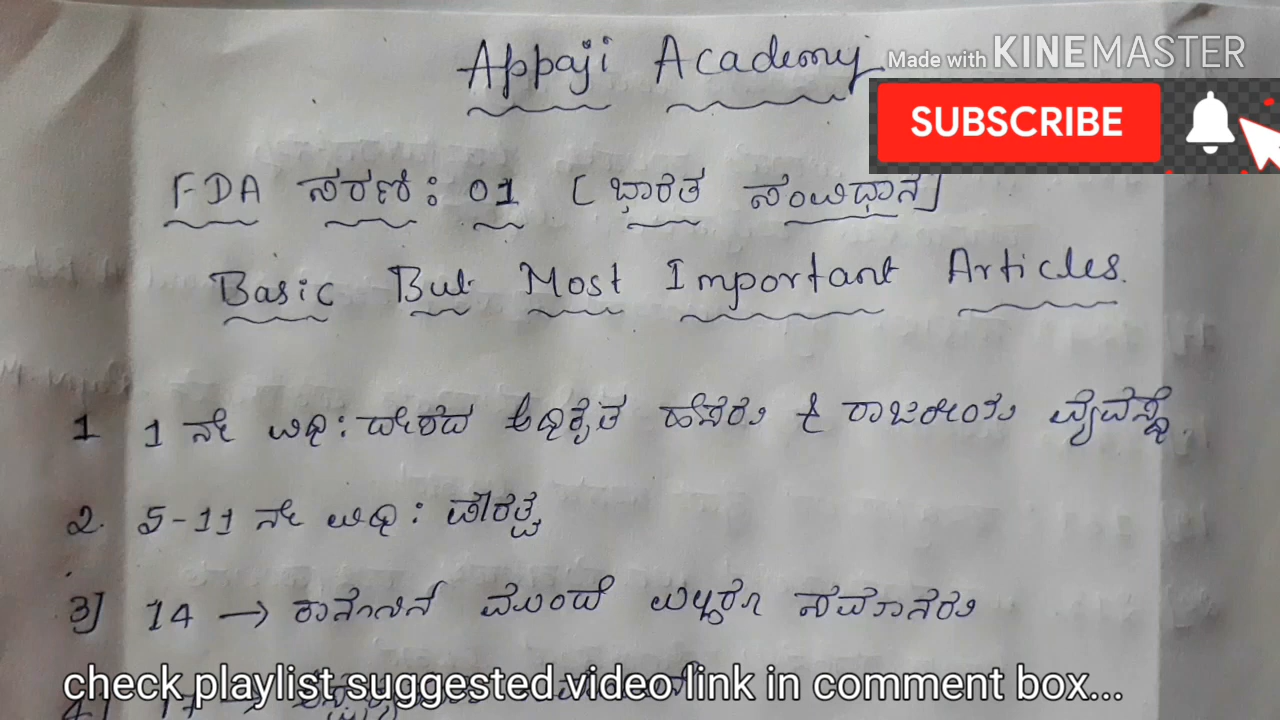 Appaji Academy
Made with KINEMASTER
SUBSCRIBE
FDA ಸರಣಿ : 01 [ ಭಾರತ ಸಂವಿಧಾನ ]
Basic But Most Important Articles.
1 1 ನೇ ವಿಧಿ : ದೇಶದ ಅಧಿಕೃತ ಹೆಸರು & ರಾಜಕೀಯ ವ್ಯವಸ್ಥೆ.
2. 5-11 ನೇ ವಿಧಿ : ಪೌರತ್ವ
3) 14 → ಕಾನೂನಿನ ಮುಂದೆ ಎಲ್ಲರೂ ಸಮಾನರು
check playlist suggested video link in comment box...